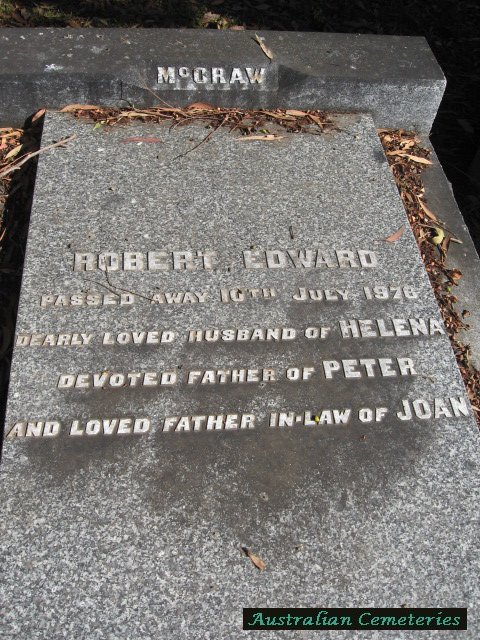 McGRAW
ROBERT EDWARD
PASSED AWAY 10TH JULY 1978
DEARLY LOVED HUSBAND OF HELENA
DEVOTED FATHER OF PETER
AND LOVED FATHER IN-LAW OF JOAN
Australian Cemeteries